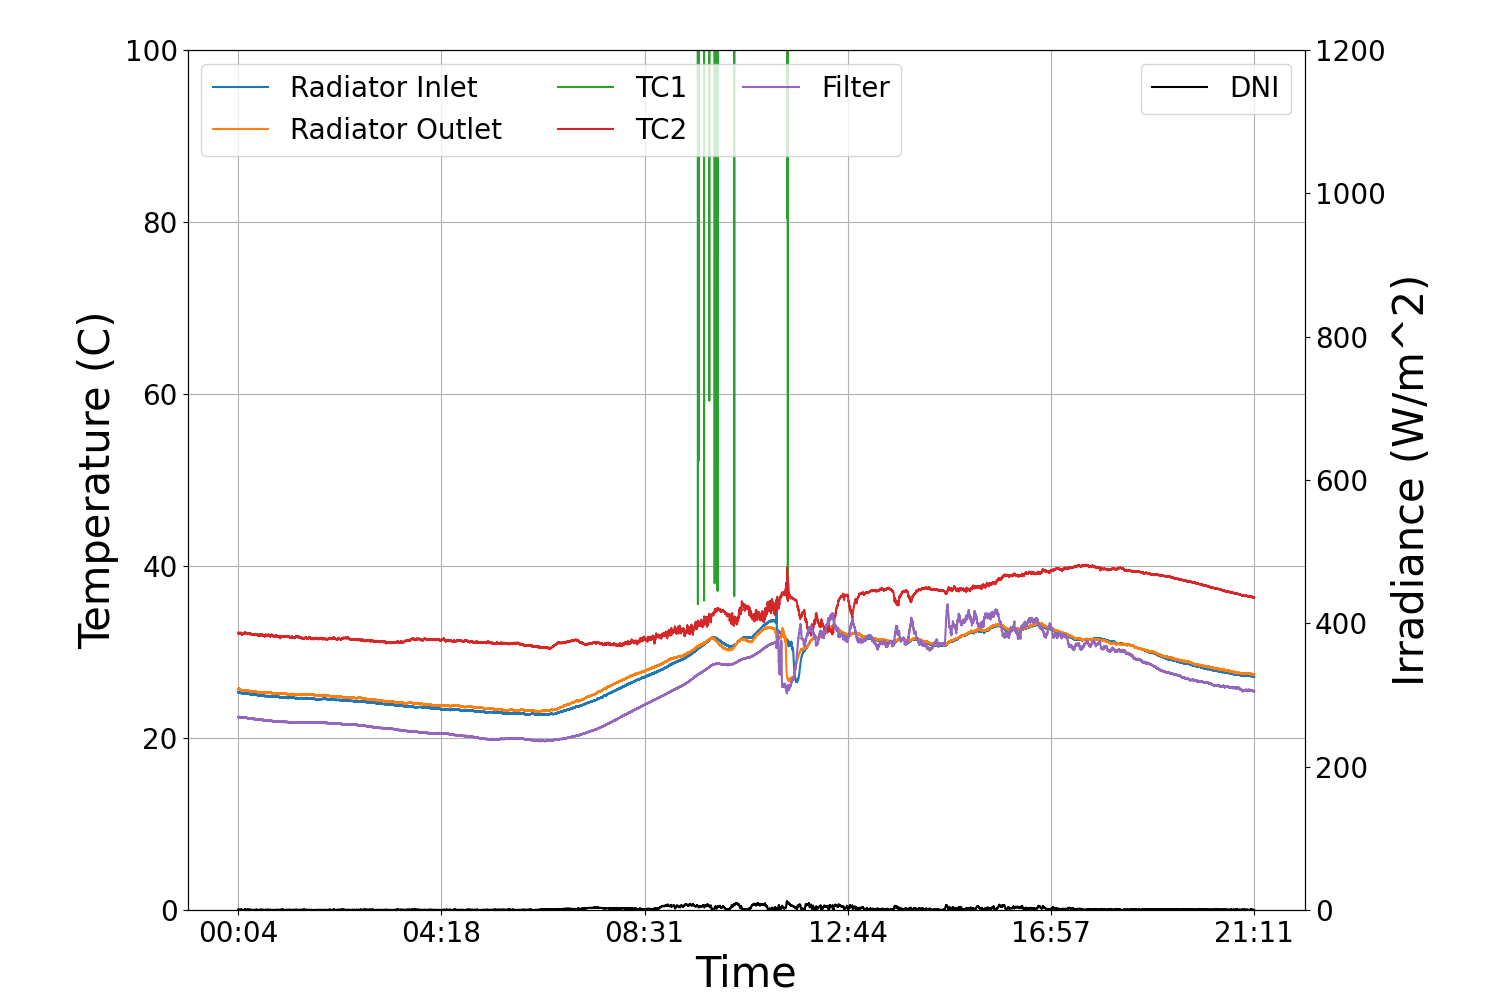 Radiator Inlet
Radiator Outlet
TC1
TC2
Filter
DNI
100
80
60
40
20
0
Temperature (C)
1200
1000
800
600
400
200
0
Irradiance (W/m^2)
00:04 04:18 08:31 12:44 16:57 21:11
Time